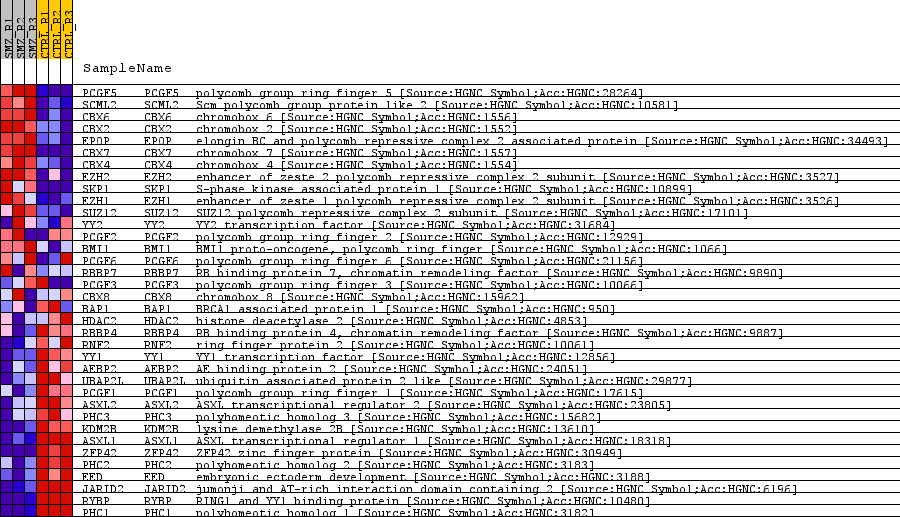 SMZ_R1 SMZ_R2 SMZ_R3 CTRL_R1 CTRL_R2 CTRL_R3
SampleName
PCGF5 PCGF5 polycomb group ring finger 5 [Source:HGNC Symbol;Acc:HGNC:28264]
SCML2 SCML2 Scm polycomb group protein like 2 [Source:HGNC Symbol;Acc:HGNC:10581]
CBX6 CBX6 chromobox 6 [Source:HGNC Symbol;Acc:HGNC:1556]
CBX2 CBX2 chromobox 2 [Source:HGNC Symbol;Acc:HGNC:1552]
EPOP EPOP elongin BC and polycomb repressive complex 2 associated protein [Source:HGNC Symbol;Acc:HGNC:34493]
CBX7 CBX7 chromobox 7 [Source:HGNC Symbol;Acc:HGNC:1557]
CBX4 CBX4 chromobox 4 [Source:HGNC Symbol;Acc:HGNC:1554]
EZH2 EZH2 enhancer of zeste 2 polycomb repressive complex 2 subunit [Source:HGNC Symbol;Acc:HGNC:3527]
SKP1 SKP1 S-phase kinase associated protein 1 [Source:HGNC Symbol;Acc:HGNC:10899]
EZH1 EZH1 enhancer of zeste 1 polycomb repressive complex 2 subunit [Source:HGNC Symbol;Acc:HGNC:3526]
SUZ12 SUZ12 SUZ12 polycomb repressive complex 2 subunit [Source:HGNC Symbol;Acc:HGNC:17101]
YY2 YY2 YY2 transcription factor [Source:HGNC Symbol;Acc:HGNC:31684]
PCGF2 PCGF2 polycomb group ring finger 2 [Source:HGNC Symbol;Acc:HGNC:12929]
BMI1 BMI1 BMI1 proto-oncogene, polycomb ring finger [Source:HGNC Symbol;Acc:HGNC:1066]
PCGF6 PCGF6 polycomb group ring finger 6 [Source:HGNC Symbol;Acc:HGNC:21156]
RBBP7 RBBP7 RB binding protein 7, chromatin remodeling factor [Source:HGNC Symbol;Acc:HGNC:9890]
PCGF3 PCGF3 polycomb group ring finger 3 [Source:HGNC Symbol;Acc:HGNC:10066]
CBX8 CBX8 chromobox 8 [Source:HGNC Symbol;Acc:HGNC:15962]
BAP1 BAP1 BRCA1 associated protein 1 [Source:HGNC Symbol;Acc:HGNC:950]
HDAC2 HDAC2 histone deacetylase 2 [Source:HGNC Symbol;Acc:HGNC:4853]
RBBP4 RBBP4 RB binding protein 4, chromatin remodeling factor [Source:HGNC Symbol;Acc:HGNC:9887]
RNF2 RNF2 ring finger protein 2 [Source:HGNC Symbol;Acc:HGNC:10061]
YY1 YY1 YY1 transcription factor [Source:HGNC Symbol;Acc:HGNC:12856]
AEBP2 AEBP2 AE binding protein 2 [Source:HGNC Symbol;Acc:HGNC:24051]
UBAP2L UBAP2L ubiquitin associated protein 2 like [Source:HGNC Symbol;Acc:HGNC:29877]
PCGF1 PCGF1 polycomb group ring finger 1 [Source:HGNC Symbol;Acc:HGNC:17615]
ASXL2 ASXL2 ASXL transcriptional regulator 2 [Source:HGNC Symbol;Acc:HGNC:23805]
PHC3 PHC3 polyhomeotic homolog 3 [Source:HGNC Symbol;Acc:HGNC:15682]
KDM2B KDM2B lysine demethylase 2B [Source:HGNC Symbol;Acc:HGNC:13610]
ASXL1 ASXL1 ASXL transcriptional regulator 1 [Source:HGNC Symbol;Acc:HGNC:18318]
ZFP42 ZFP42 ZFP42 zinc finger protein [Source:HGNC Symbol;Acc:HGNC:30949]
PHC2 PHC2 polyhomeotic homolog 2 [Source:HGNC Symbol;Acc:HGNC:3183]
EED EED embryonic ectoderm development [Source:HGNC Symbol;Acc:HGNC:3188]
JARID2 JARID2 jumonji and AT-rich interaction domain containing 2 [Source:HGNC Symbol;Acc:HGNC:6196]
RYBP RYBP RING1 and YY1 binding protein [Source:HGNC Symbol;Acc:HGNC:10480]
PHC1 PHC1 polyhomeotic homolog 1 [Source:HGNC Symbol;Acc:HGNC:3182]